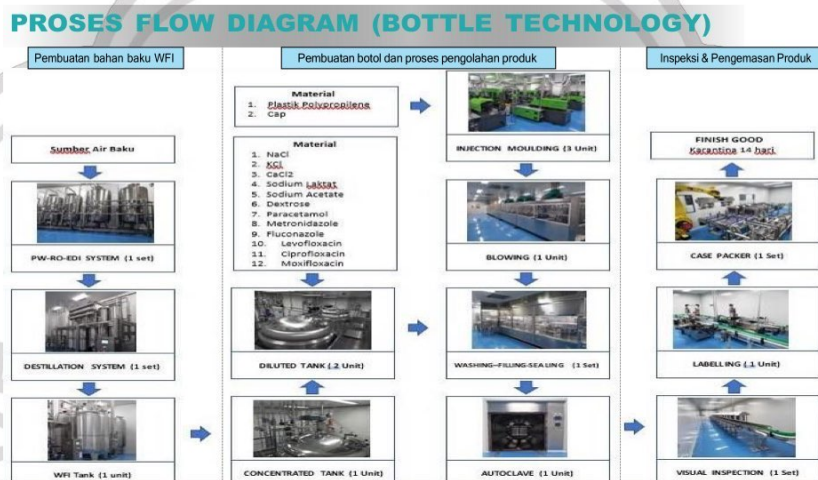 PROSES FLOW DIAGRAM (BOTTLE TECHNOLOGY)
Pembuatan bahan baku WFI
Sumber Air Baku
PW-RO-EDI SYSTEM (1 set)
DESTILLATION SYSTEM (1 set)
WFI Tank (1 unit)
Pembuatan botol dan proses pengolahan produk
Material
1. Plastik Polypropilene
2. Cap
Material
1. NaCl
2. KCl
3. CaCl2
4. Sodium Laktat
5. Sodium Acetate
6. Dextrose
7. Paracetamol
8. Metronidazole
9. Fluconazole
10. Levofloxacin
11. Ciprofloxacin
12. Moxifloxacin
DILUTED TANK ( 2 Unit)
CONCENTRATED TANK (1 Unit)
INJECTION MOULDING (3 Unit)
BLOWING (1 Unit)
WASHING–FILLING-SEALING (1 Set)
AUTOCLAVE (1 Unit)
Inspeksi & Pengemasan Produk
FINISH GOOD
Karantina 14 hari
CASE PACKER (1 Set)
LABELLING ( 1 Unit)
VISUAL INSPECTION (1 Set)